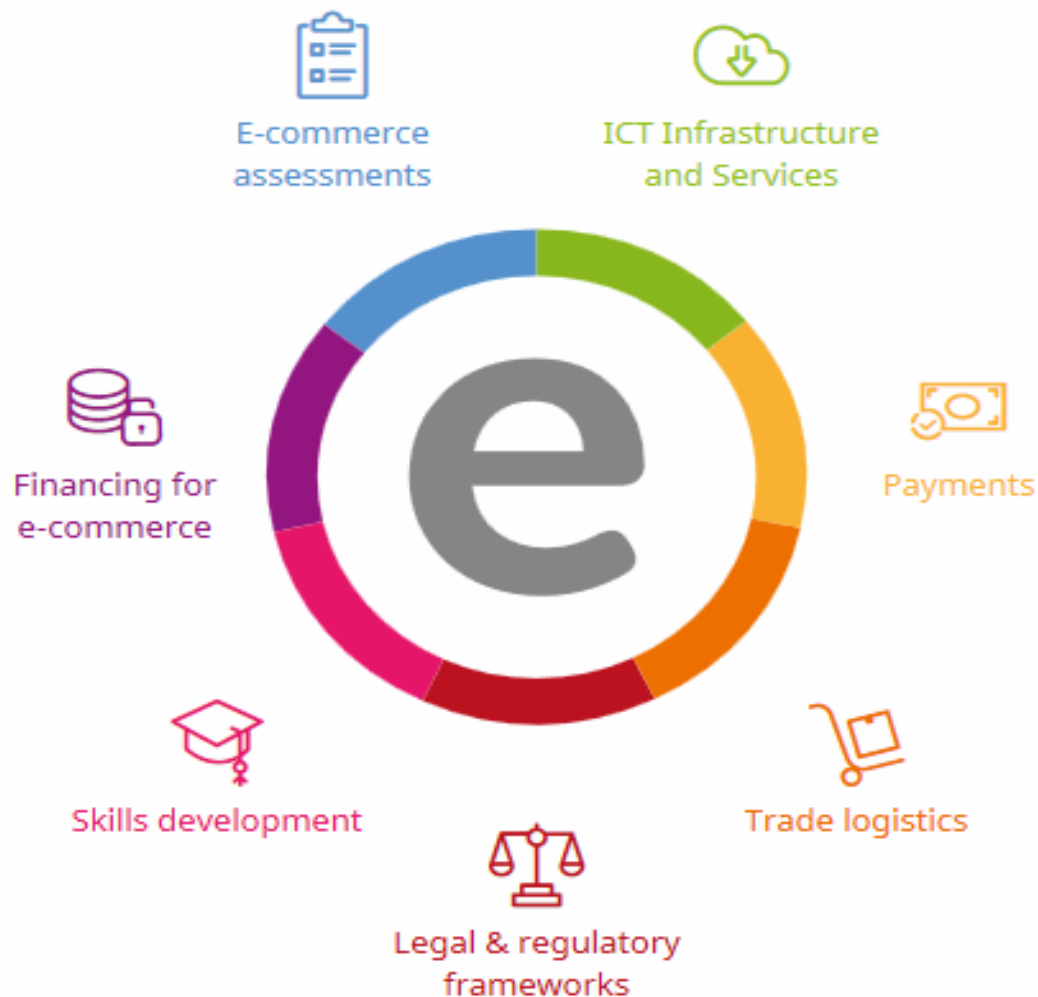 E-commerce
assessments
ICT Infrastructure
and Services
Financing for
e-commerce
e
Payments
Skills development
Trade logistics
Legal & regulatory
frameworks